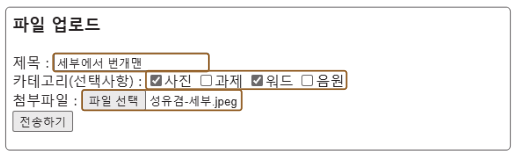 파일 업로드
제목 : 세부에서 번개맨
카테고리(선택사항) : 사진 과제 워드 음원
첨부파일 : 파일 선택 성유겸-세부.jpeg
전송하기